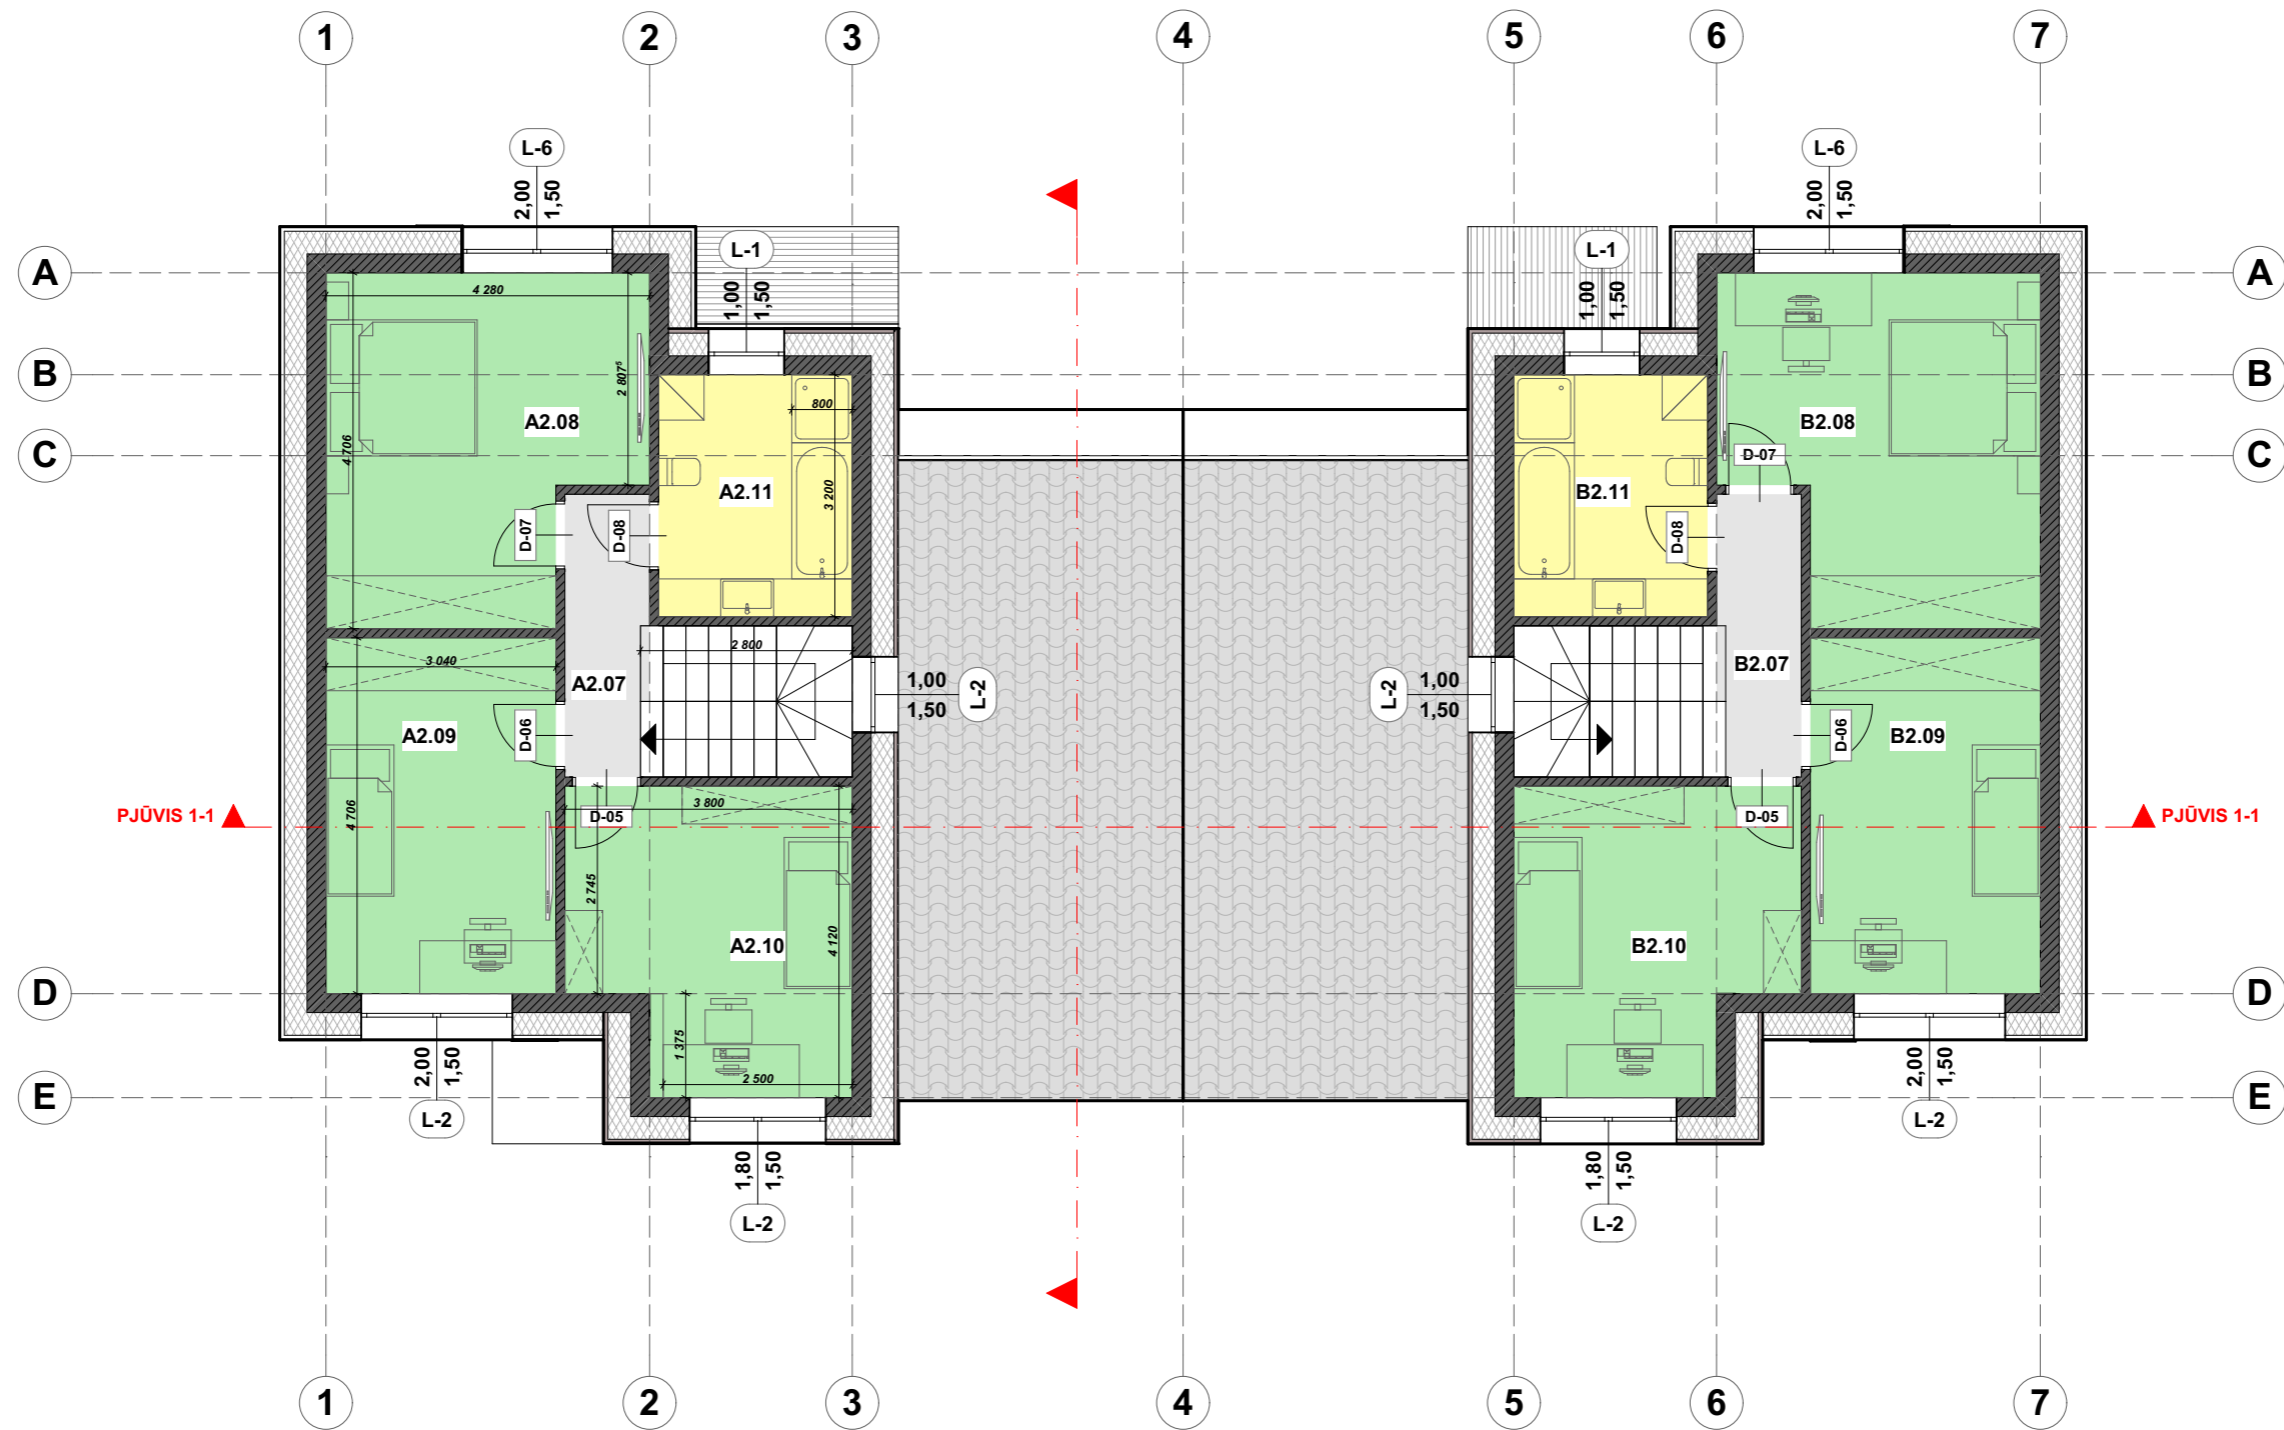 1 2 3 4 5 6 7
L-6 L-6
2,00 1,50 2,00 1,50
L-1 L-1
1,00 1,50 1,00 1,50
A A
4 280
B B
2 807⁵ 800
A2.08 B2.08
4 706
C C
D-07
A2.11 B2.11
3 200
D-07 D-08 D-08
2 800
3 040
A2.07 B2.07
1,00 L-2 L-2 1,00
1,50 1,50
A2.09 D-06 D-06 B2.09
3 800
PJŪVIS 1-1 D-05 D-05 PJŪVIS 1-1
4 706
2 745
A2.10 4 120 B2.10
D D
1 375
2,00 1,50 2,00 1,50
2 500
E E
L-2 L-2
1,80 1,50 1,80 1,50
L-2 L-2
1 2 3 4 5 6 7